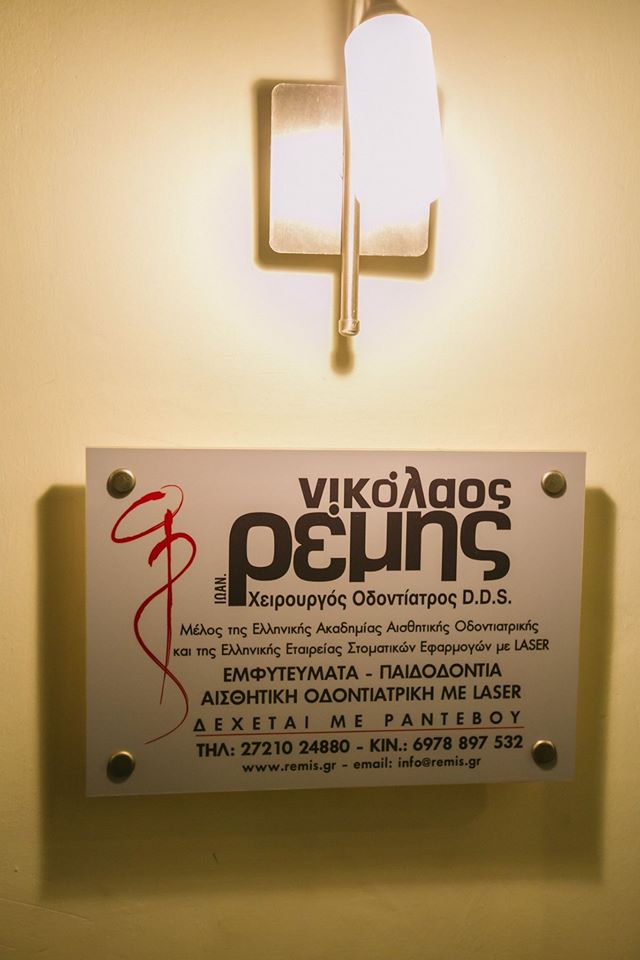 νικόλαος
ΙΩΑΝ. ρέμης
Χειρουργός Οδοντίατρος D.D.S.
Μέλος της Ελληνικής Ακαδημίας Αισθητικής Οδοντιατρικής
και της Ελληνικής Εταιρείας Στοματικών Εφαρμογών με LASER
ΕΜΦΥΤΕΥΜΑΤΑ - ΠΑΙΔΟΔΟΝΤΙΑ
ΑΙΣΘΗΤΙΚΗ ΟΔΟΝΤΙΑΤΡΙΚΗ ΜΕ LASER
ΔΕΧΕΤΑΙ ΜΕ ΡΑΝΤΕΒΟΥ
ΤΗΛ: 27210 24880 - ΚΙΝ.: 6978 897 532
www.remis.gr - email: info@remis.gr